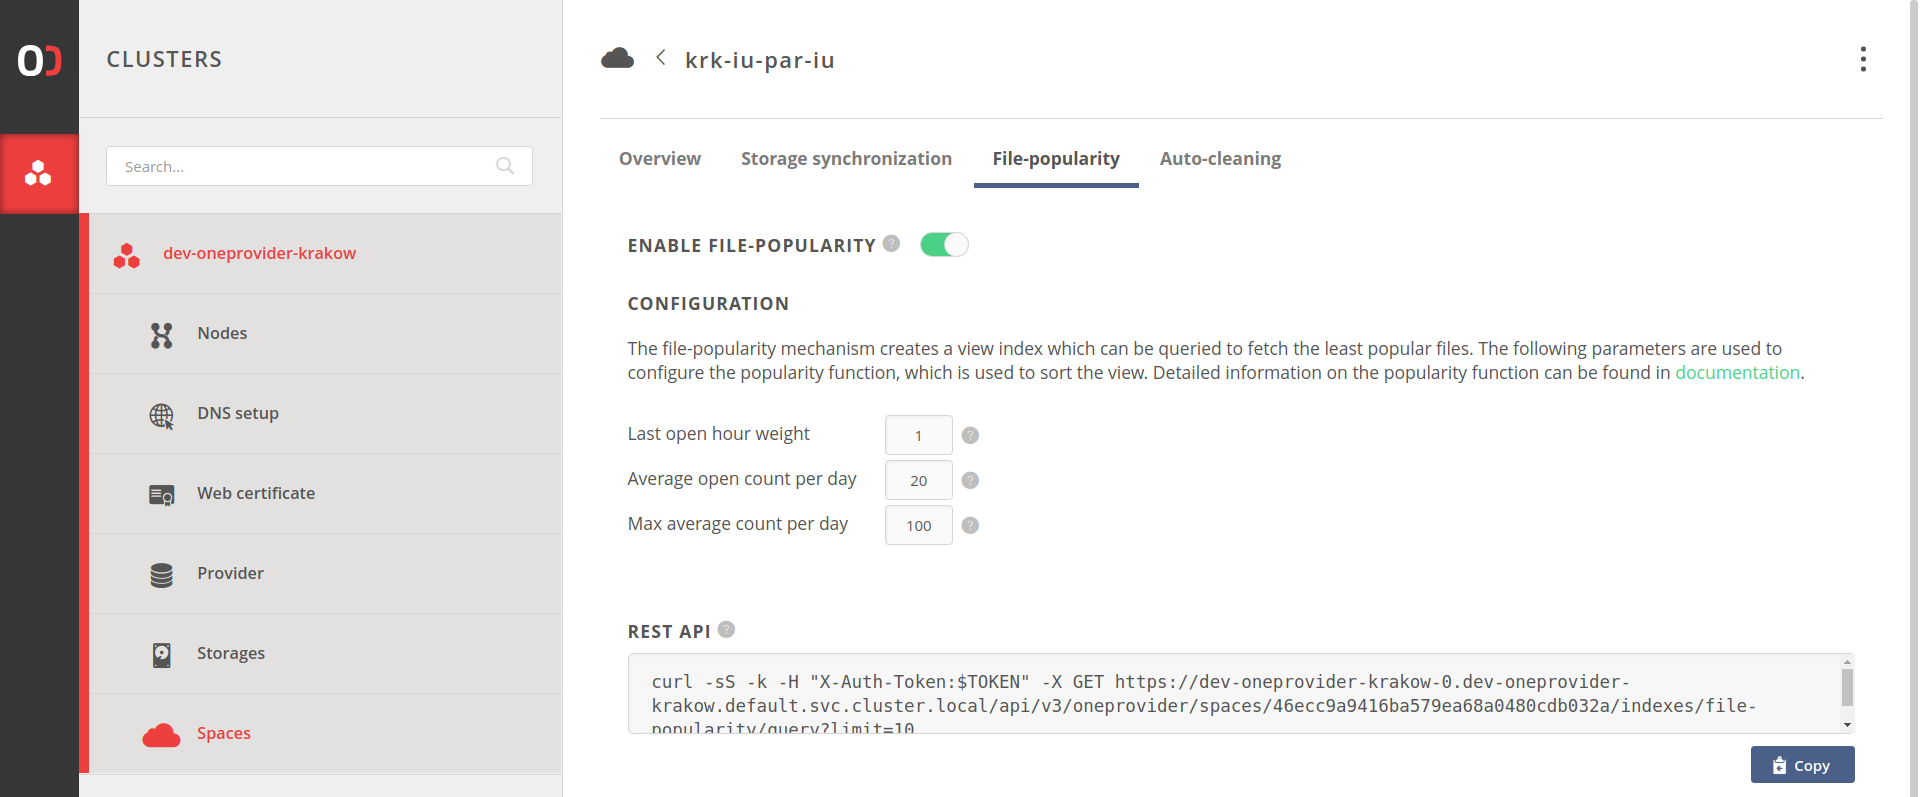 CLUSTERS
Search...
dev-oneprovider-krakow
Nodes
DNS setup
Web certificate
Provider
Storages
Spaces
krk-iu-par-iu
Overview
Storage synchronization
File-popularity
Auto-cleaning
ENABLE FILE-POPULARITY ?
CONFIGURATION
The file-popularity mechanism creates a view index which can be queried to fetch the least popular files. The following parameters are used to
configure the popularity function, which is used to sort the view. Detailed information on the popularity function can be found in documentation.
Last open hour weight 1 ?
Average open count per day 20 ?
Max average count per day 100 ?
REST API ?
curl -sS -k -H "X-Auth-Token:$TOKEN" -X GET https://dev-oneprovider-krakow-0.dev-oneprovider-
krakow.default.svc.cluster.local/api/v3/oneprovider/spaces/46ecc9a9416ba579ea68a0480cdb032a/indexes/file-
popularity/query?limit=10
Copy